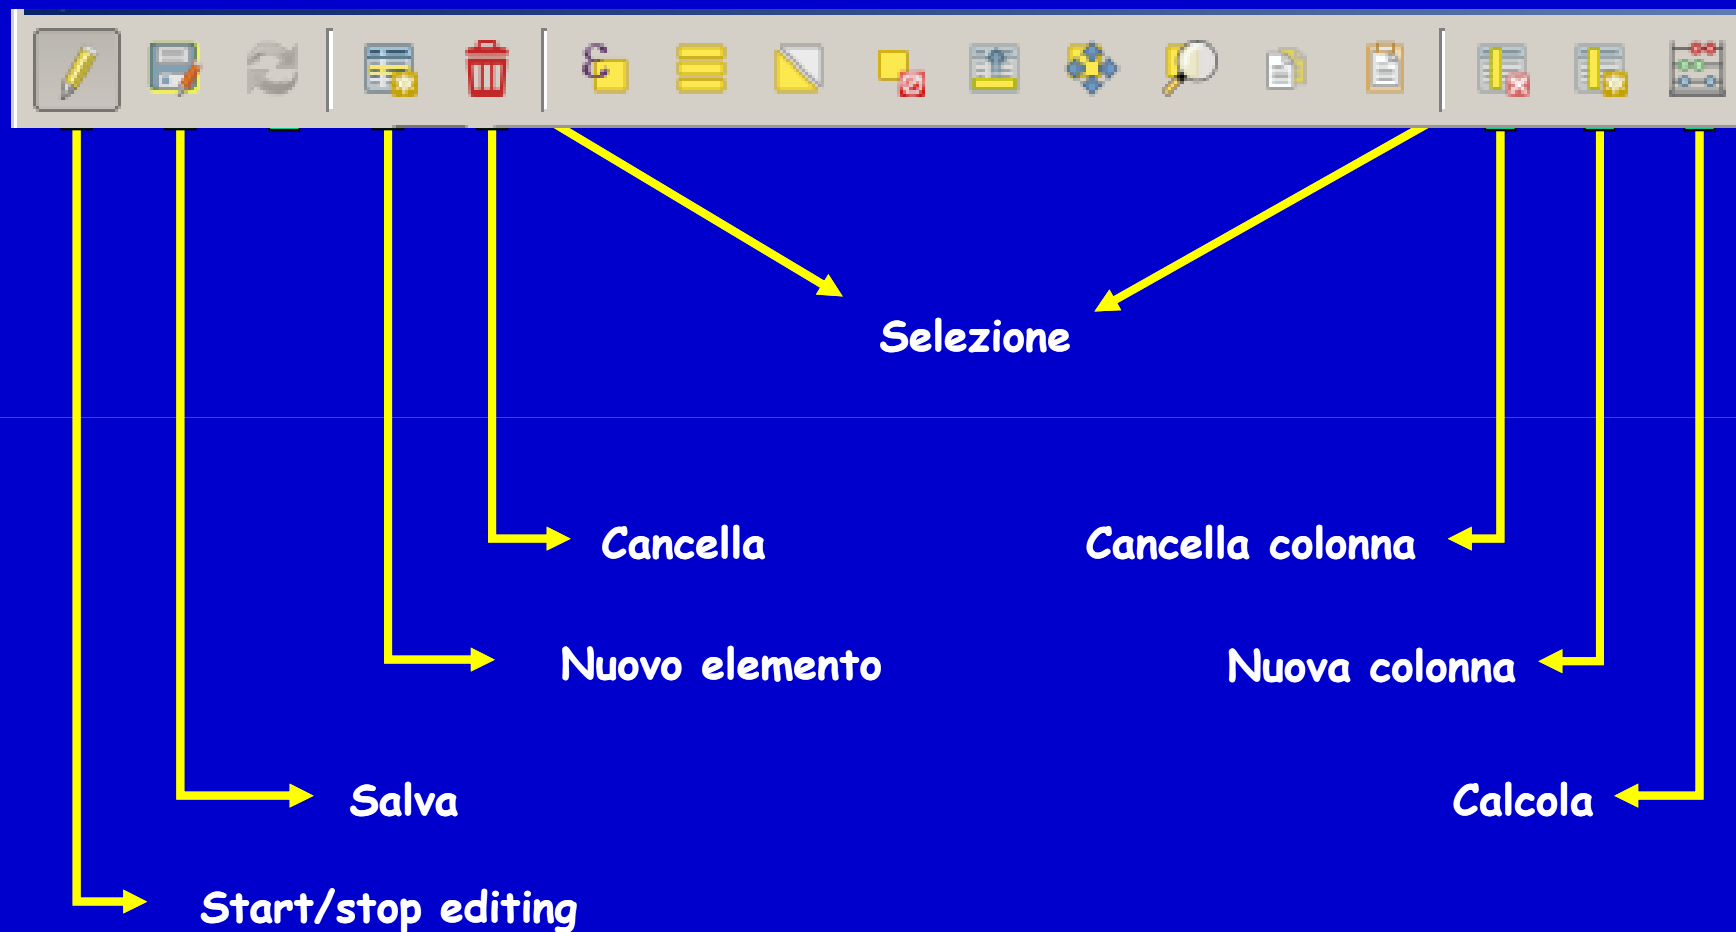 Selezione
Cancella
Cancella colonna
Nuovo elemento
Nuova colonna
Salva
Calcola
Start/stop editing